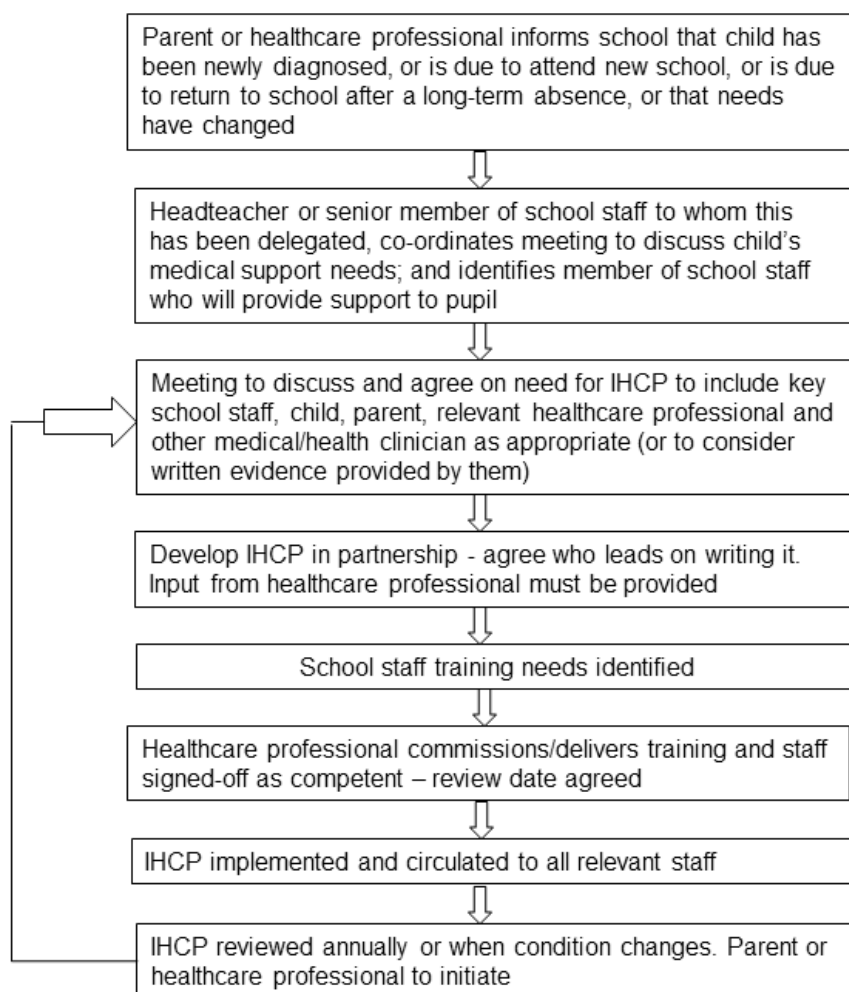 Parent or healthcare professional informs school that child has
been newly diagnosed, or is due to attend new school, or is due
to return to school after a long-term absence, or that needs
have changed
Headteacher or senior member of school staff to whom this
has been delegated, co-ordinates meeting to discuss child's
medical support needs; and identifies member of school staff
who will provide support to pupil
Meeting to discuss and agree on need for IHCP to include key
school staff, child, parent, relevant healthcare professional and
other medical/health clinician as appropriate (or to consider
written evidence provided by them)
Develop IHCP in partnership - agree who leads on writing it.
Input from healthcare professional must be provided
School staff training needs identified
Healthcare professional commissions/delivers training and staff
signed-off as competent – review date agreed
IHCP implemented and circulated to all relevant staff
IHCP reviewed annually or when condition changes. Parent or
healthcare professional to initiate